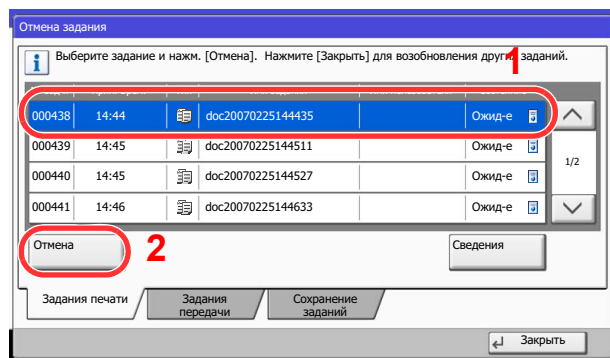 Отмена задания
Выберите задание и нажм. [Отмена]. Нажмите [Закрыть] для возобновления других заданий.
1
000438 14:44 doc20070225144435 Ожид-е
000439 14:45 doc20070225144511 Ожид-е
000440 14:45 doc20070225144527 Ожид-е
000441 14:46 doc20070225144633 Ожид-е
1/2
Отмена 2 Сведения
Задания печати Задания передачи Сохранение заданий
Закрыть